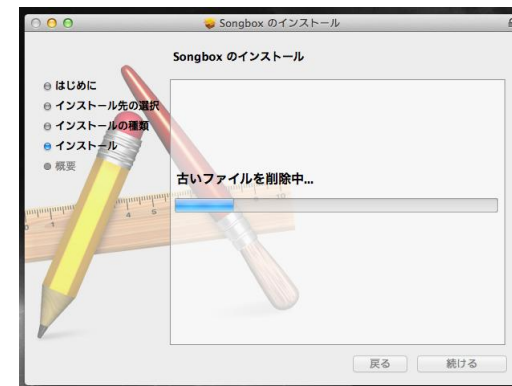 Songbox のインストール
Songbox のインストール
はじめに
インストール先の選択
インストールの種類
インストール
概要
古いファイルを削除中...
戻る
続ける